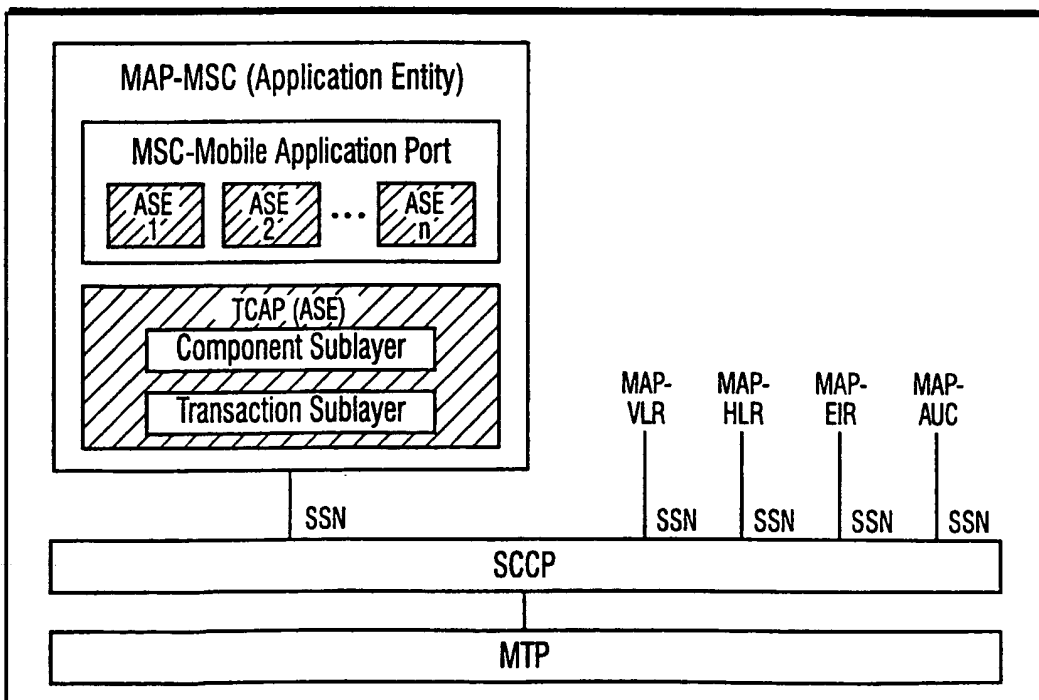 MAP-MSC (Application Entity)
MSC-Mobile Application Port
ASE
1
ASE
2
...
ASE
n
TCAP (ASE)
Component Sublayer
Transaction Sublayer
MAP-
VLR
MAP-
HLR
MAP-
EIR
MAP-
AUC
SSN
SSN
SSN
SSN
SSN
SCCP
MTP